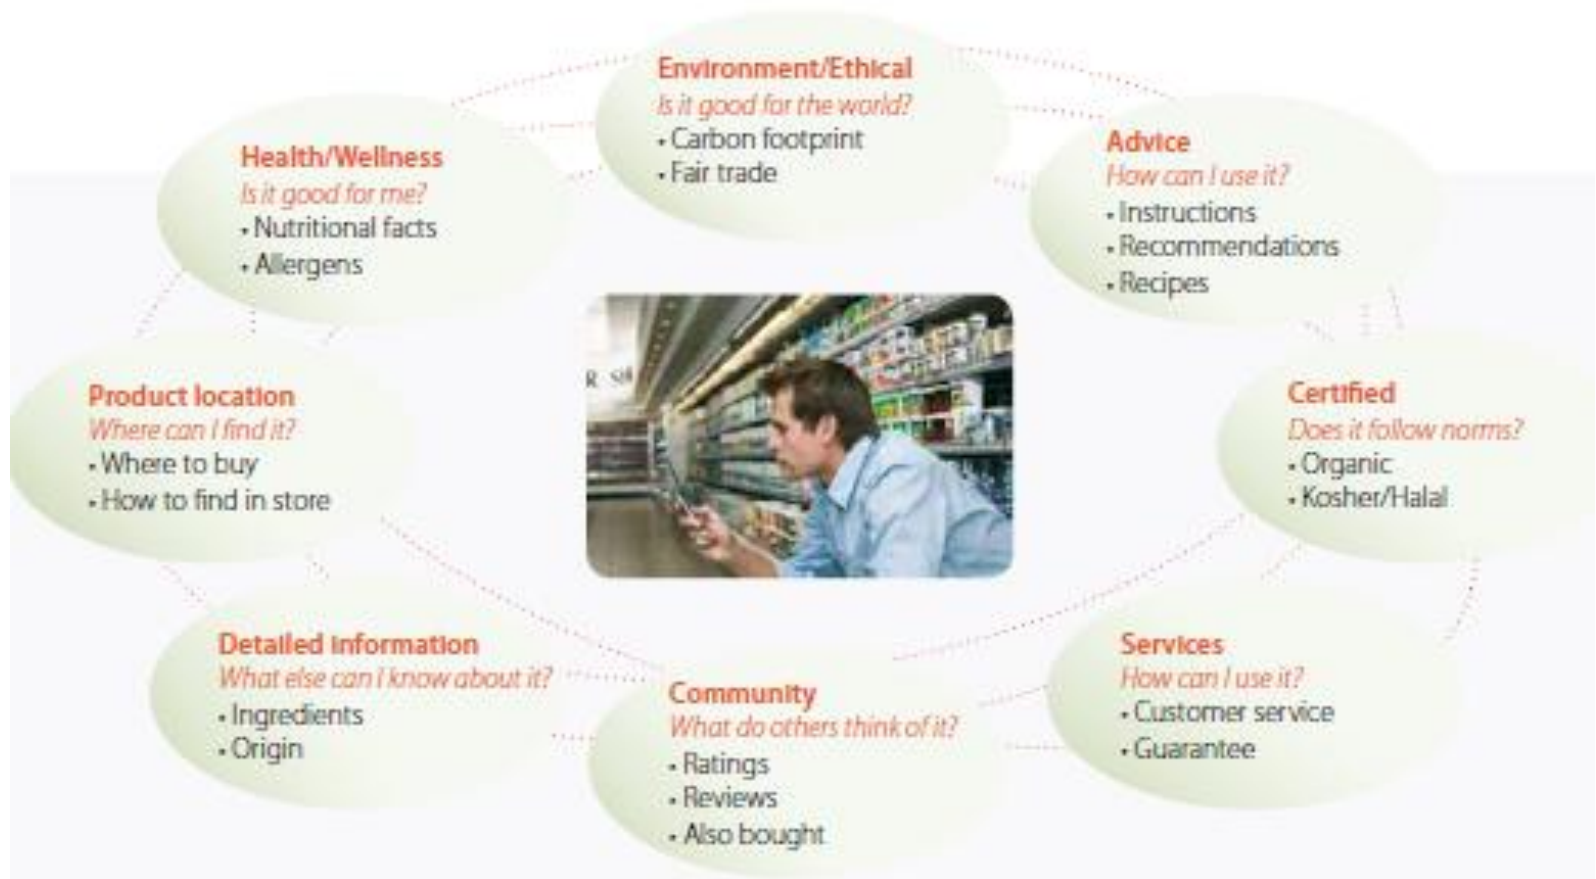 Environment/Ethical
Is it good for the world?
• Carbon footprint
• Fair trade
Advice
How can I use it?
• Instructions
• Recommendations
• Recipes
Certified
Does it follow norms?
• Organic
• Kosher/Halal
Services
How can I use it?
• Customer service
• Guarantee
Community
What do others think of it?
• Ratings
• Reviews
• Also bought
Detailed information
What else can I know about it?
• Ingredients
• Origin
Product location
Where can I find it?
• Where to buy
• How to find in store
Health/Wellness
Is it good for me?
• Nutritional facts
• Allergens